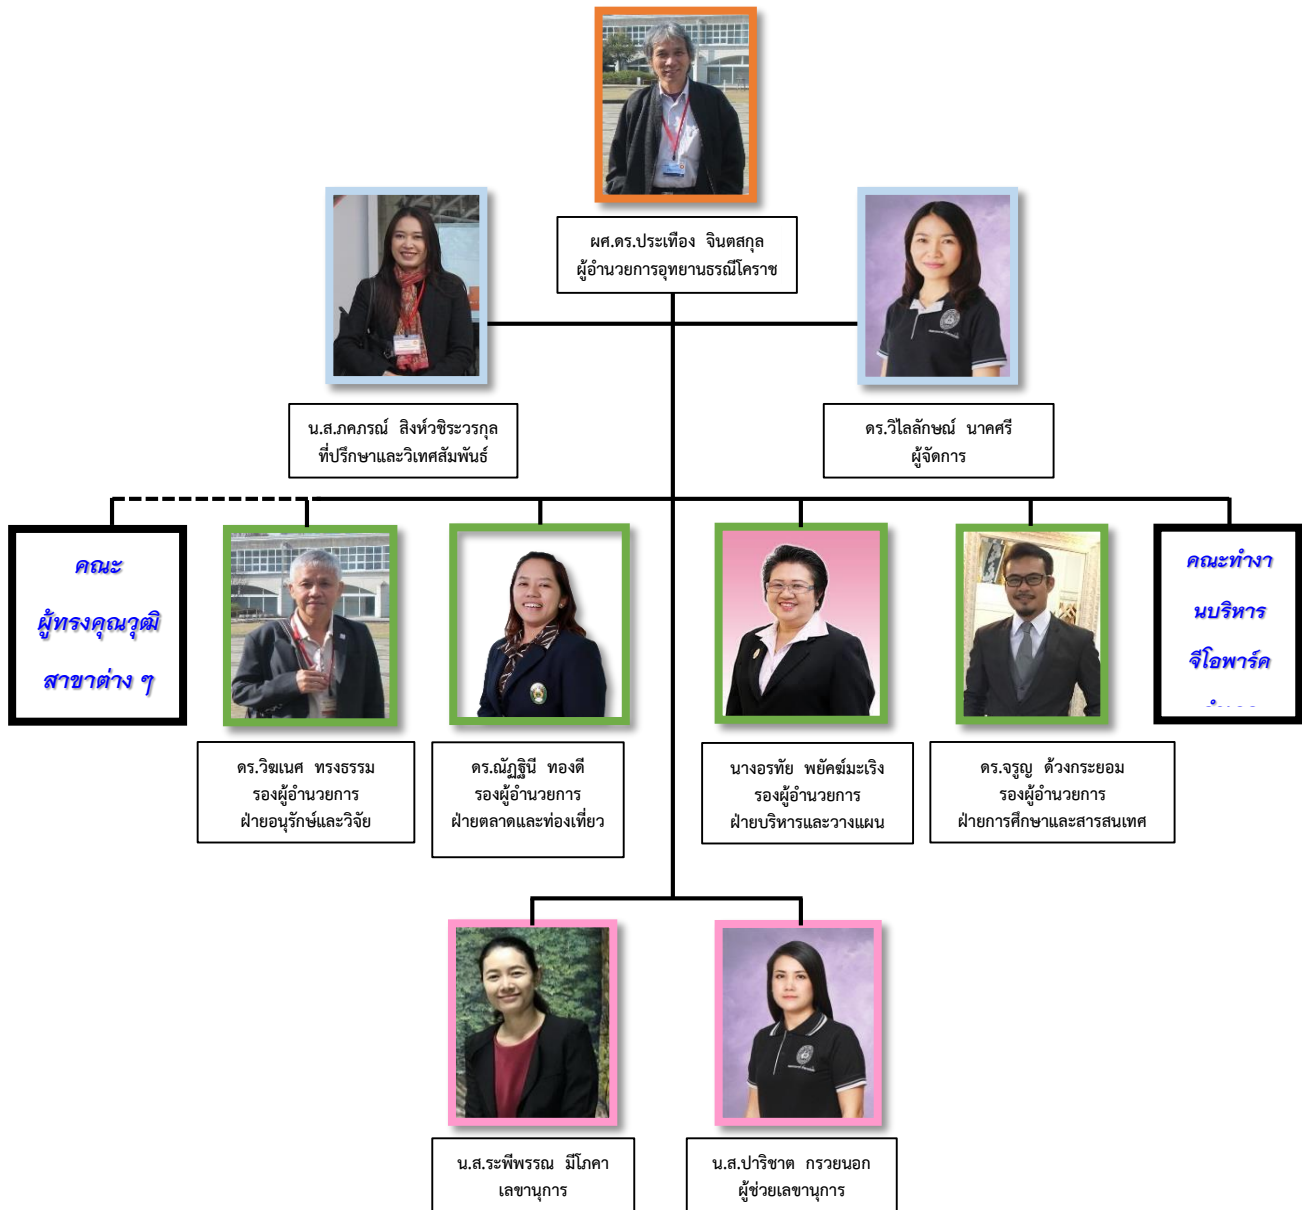 ผศ.ดร.ประเทือง จินตสกุล
ผู้อำนวยการอุทยานธรณีโคราช
น.ส.ภคภรณ์ สิงห์วชิระวรกุล
ที่ปรึกษาและวิเทศสัมพันธ์
ดร.วิไลลักษณ์ นาคศรี
ผู้จัดการ
คณะ
ผู้ทรงคุณวุฒิ
สาขาต่าง ๆ
คณะทำงา
นบริหาร
จีโอพาร์ค
ดร.วิฆเนศ ทรงธรรม
รองผู้อำนวยการ
ฝ่ายอนุรักษ์และวิจัย
ดร.ณัฏฐินี ทองดี
รองผู้อำนวยการ
ฝ่ายตลาดและท่องเที่ยว
นางอรทัย พยัคฆ์มะเริง
รองผู้อำนวยการ
ฝ่ายบริหารและวางแผน
ดร.จรูญ ด้วงกระยอม
รองผู้อำนวยการ
ฝ่ายการศึกษาและสารสนเทศ
น.ส.ระพีพรรณ มีโภคา
เลขานุการ
น.ส.ปาริชาต กรวยนอก
ผู้ช่วยเลขานุการ